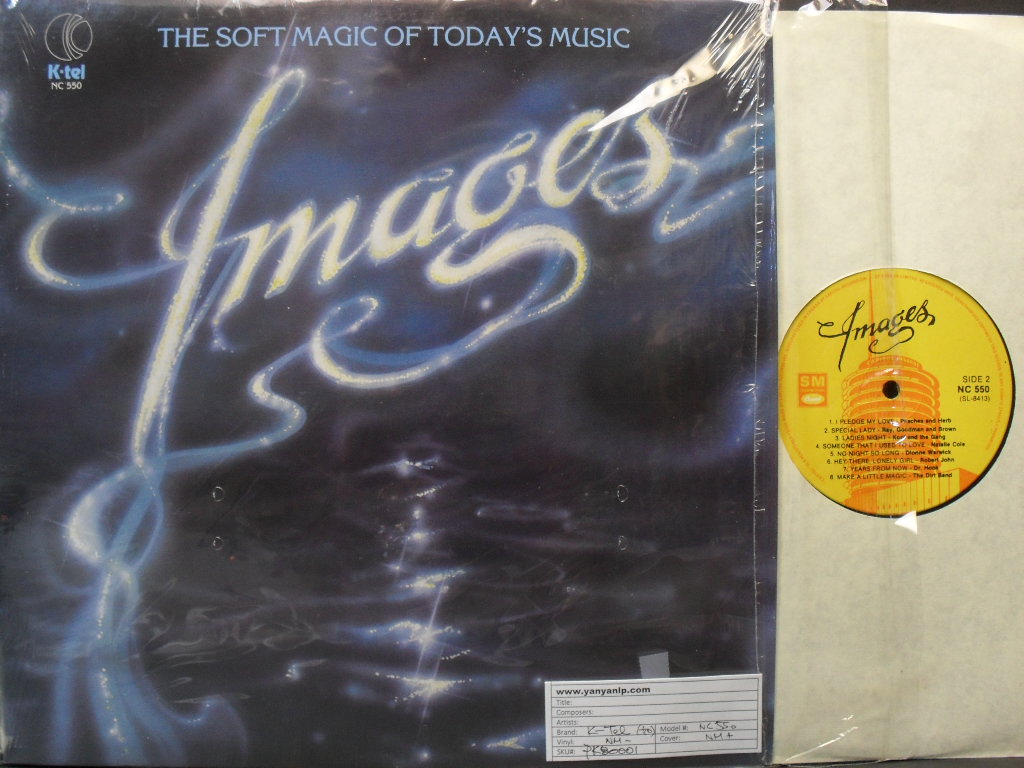 THE SOFT MAGIC OF TODAY'S MUSIC
K-tel
NC 550
Images
Images
SM
SIDE 2
NC 550
(SL-8413)
1. I PLEDGE MY LOVE - Peaches and Herb
2. SPECIAL LADY - Ray, Goodman and Brown
3. LADIES NIGHT - Kool and the Gang
4. SOMEONE THAT I USED TO LOVE - Natalie Cole
5. NO NIGHT SO LONG - Dionne Warwick
6. HEY THERE LONELY GIRL - Robert John
7. YEARS FROM NOW - Dr. Hook
8. MAKE A LITTLE MAGIC - The Dirt Band
www.yanyanlp.com
Title:
Composers:
Artists:
Brand: K-Tel (80) Model #: NC550
Vinyl: NM- Cover: NM+
SKU#: PK80001